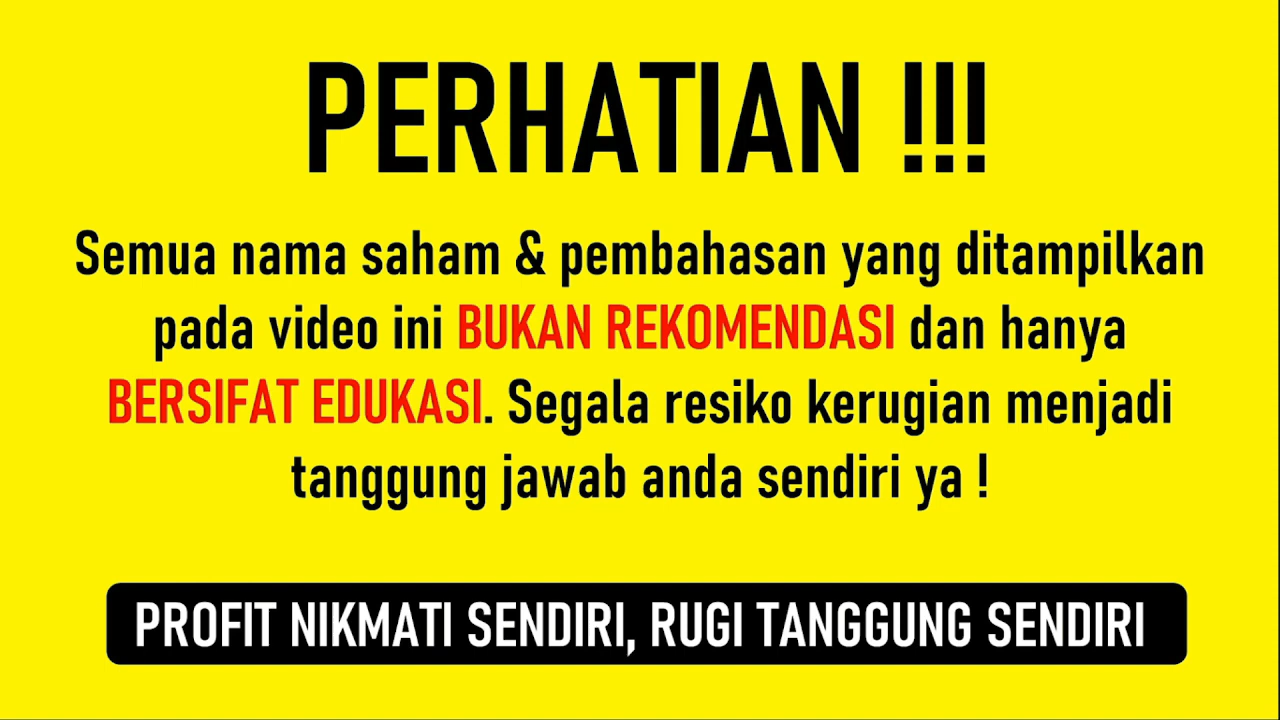 PERHATIAN !!!
Semua nama saham & pembahasan yang ditampilkan
pada video ini BUKAN REKOMENDASI dan hanya
BERSIFAT EDUKASI. Segala resiko kerugian menjadi
tanggung jawab anda sendiri ya !
PROFIT NIKMATI SENDIRI, RUGI TANGGUNG SENDIRI